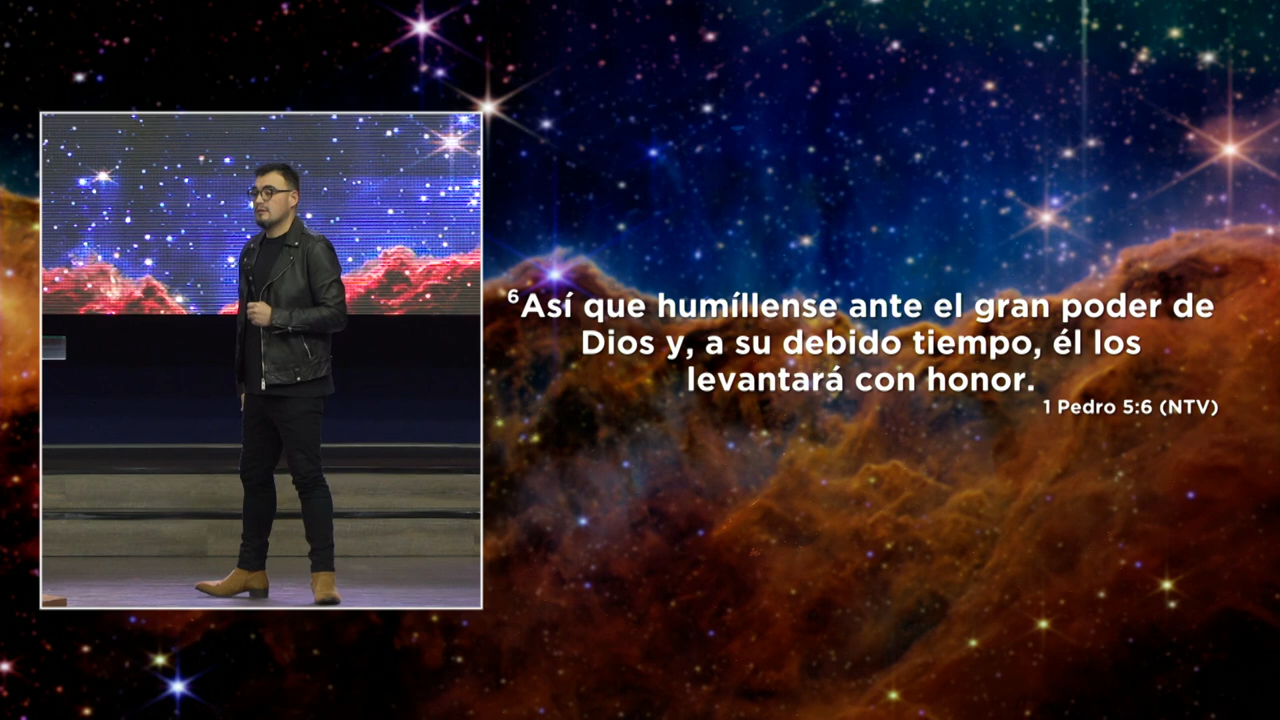 ⁶Así que humíllense ante el gran poder de
Dios y, a su debido tiempo, él los
levantará con honor.
1 Pedro 5:6 (NTV)